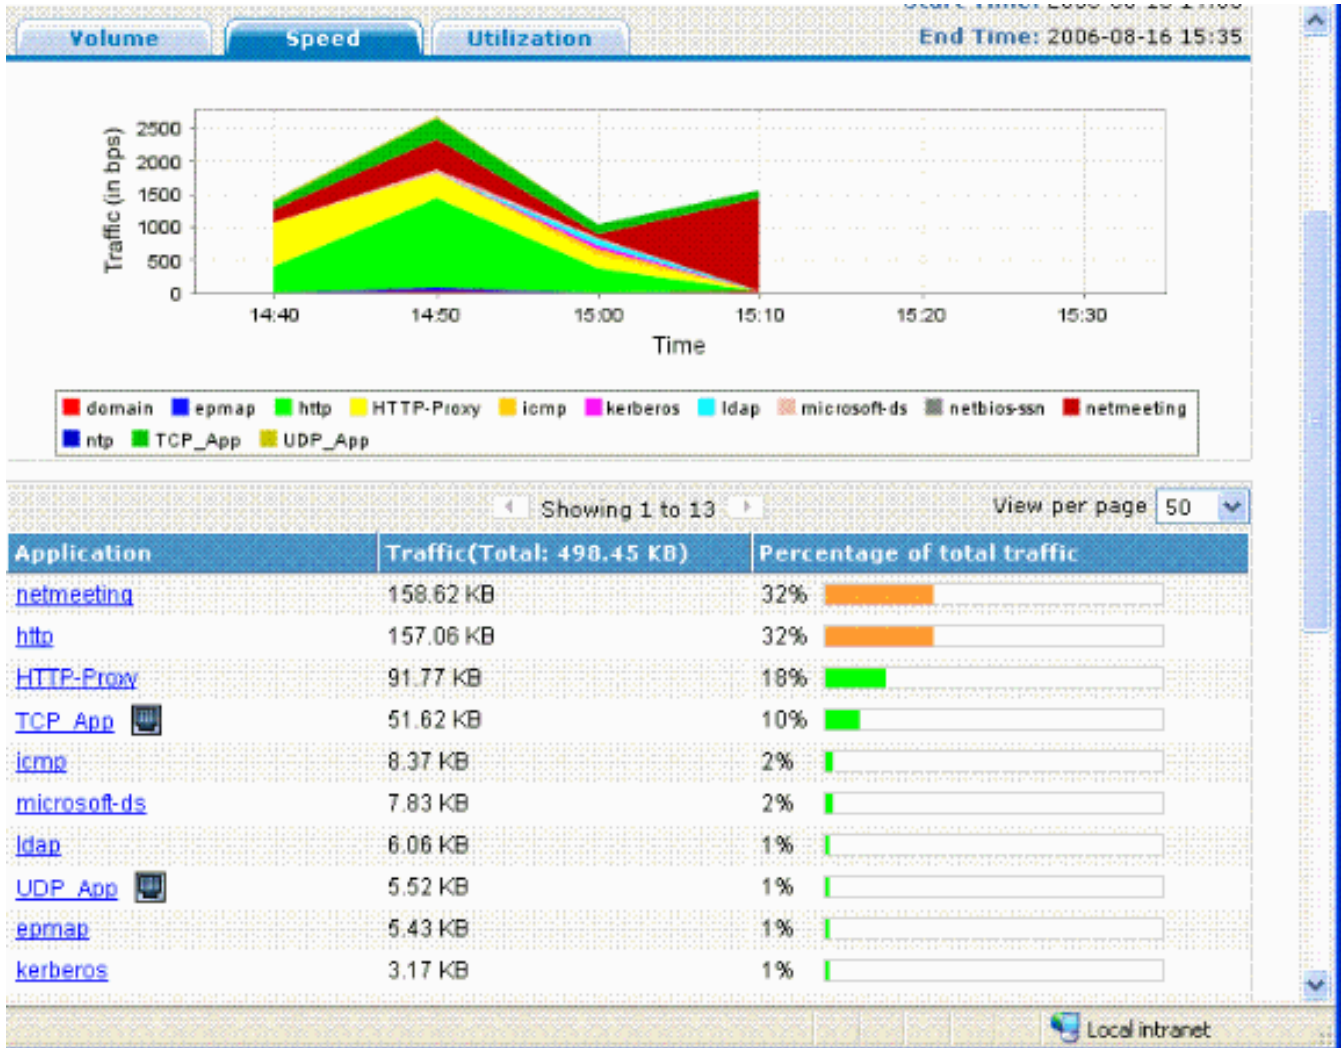 Volume Speed Utilization
End Time: 2006-08-16 15:35
Traffic (in bps)
2500
2000
1500
1000
500
0
14:40 14:50 15:00 15:10 15:20 15:30
Time
domain epmap http HTTP-Proxy icmp kerberos ldap microsoft-ds netbios-ssn netmeeting
ntp TCP_App UDP_App
Showing 1 to 13 View per page 50
Application Traffic(Total: 498.45 KB) Percentage of total traffic
netmeeting 158.62 KB 32%
http 157.06 KB 32%
HTTP-Proxy 91.77 KB 18%
TCP_App 51.62 KB 10%
icmp 8.37 KB 2%
microsoft-ds 7.83 KB 2%
ldap 6.06 KB 1%
UDP_App 5.52 KB 1%
epmap 5.43 KB 1%
kerberos 3.17 KB 1%
Local intranet